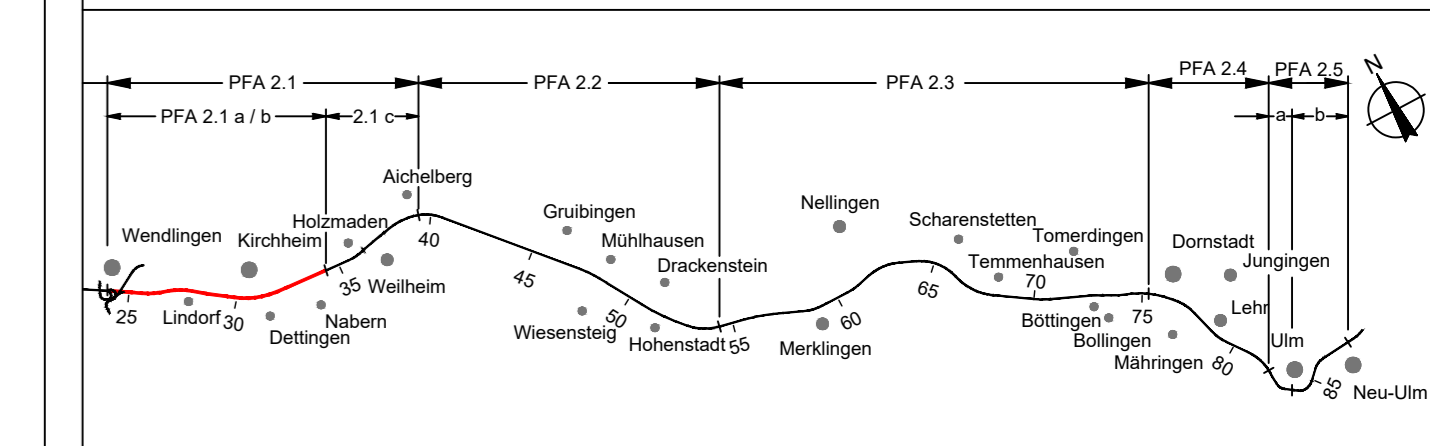 N
PFA 2.1
PFA 2.2
PFA 2.3
PFA 2.4
PFA 2.5
PFA 2.1 a / b
2.1 c
a
b
Aichelberg
Wendlingen
Kirchheim
Holzmaden
40
Gruibingen
Mühlhausen
Drackenstein
Nellingen
Scharenstetten
Tomerdingen
Temmenhausen
70
Dornstadt
Jungingen
25
Lindorf
30
Dettingen
Nabern
35
Weilheim
45
Wiesensteig
50
Hohenstadt
55
Merklingen
60
65
Böttingen
Bollingen
Mähringen
75
Lehr
80
Ulm
85
Neu-Ulm